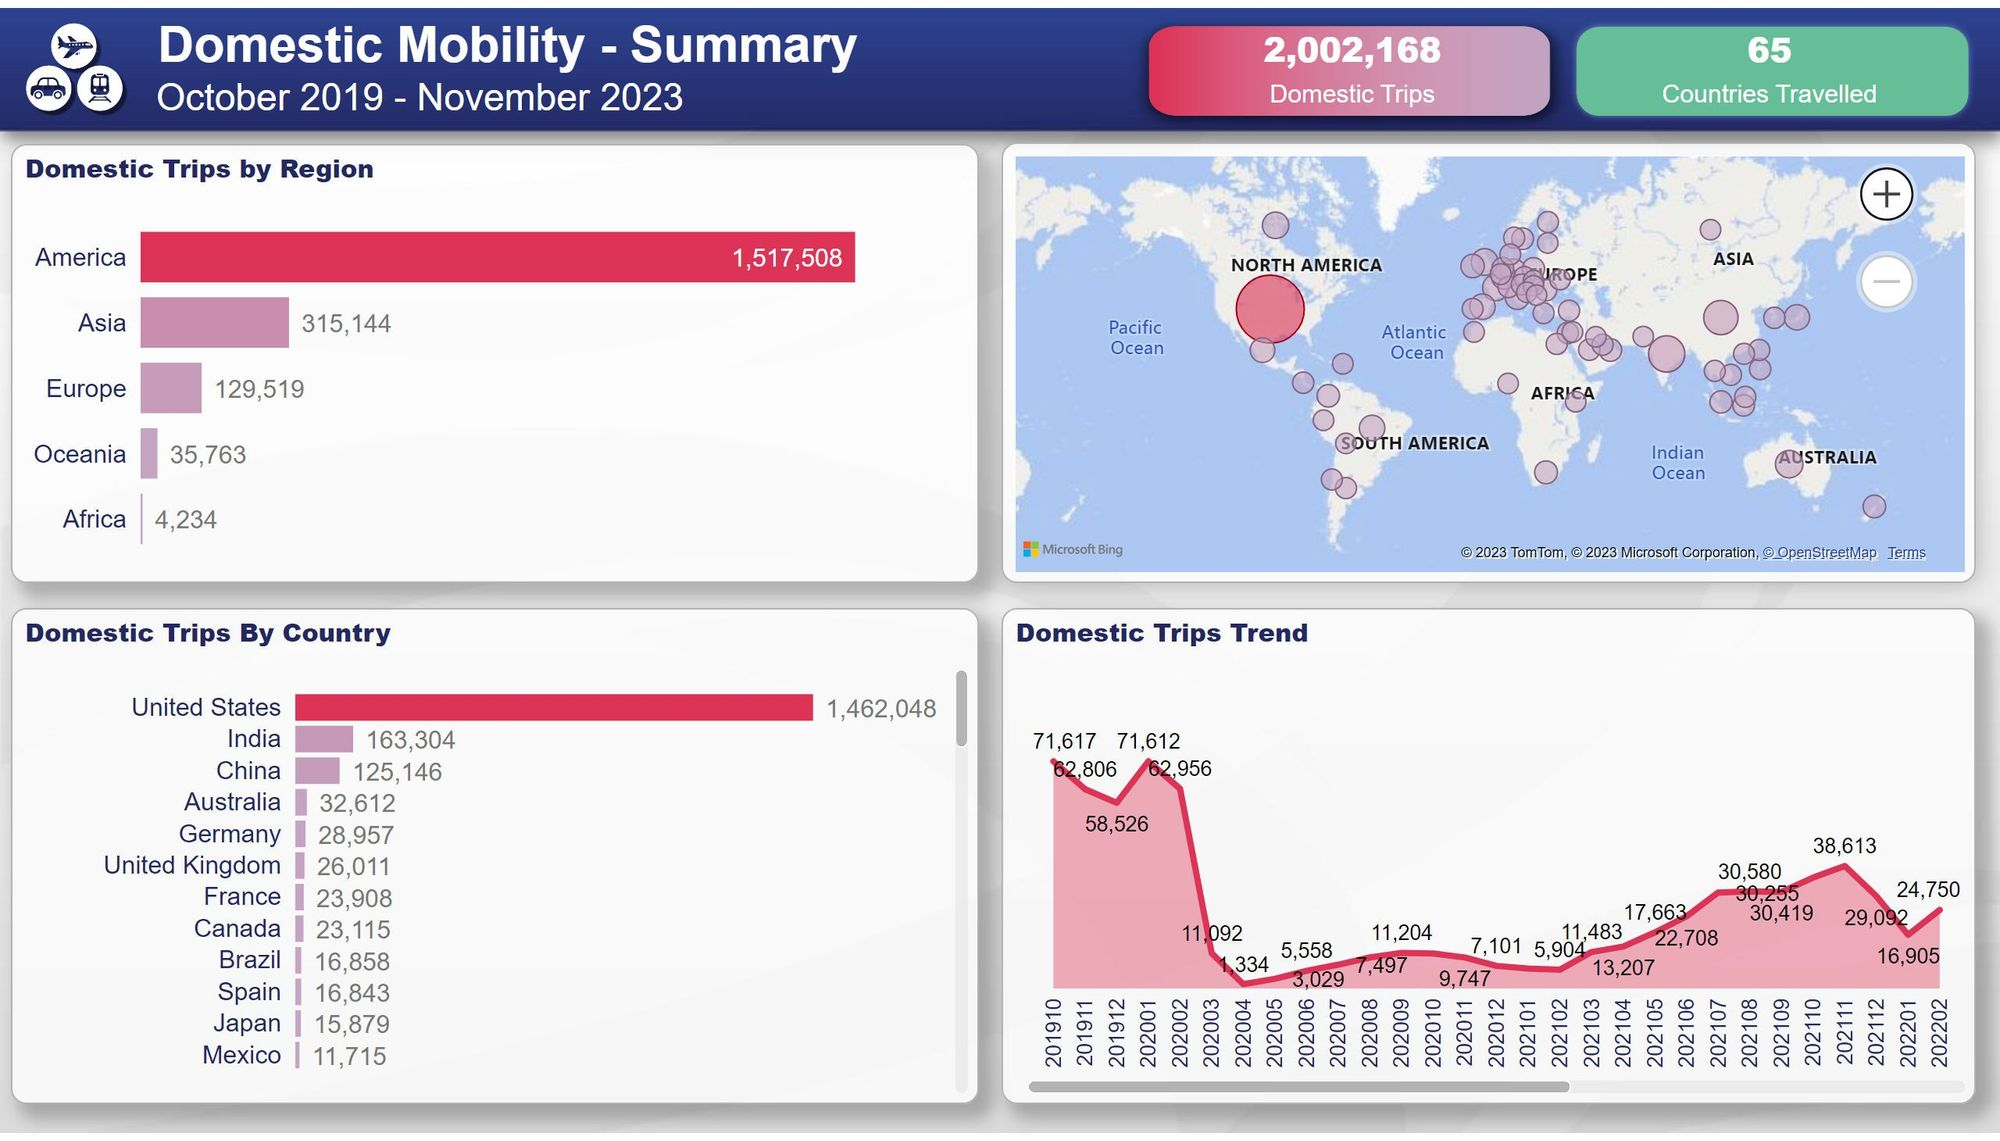 Domestic Mobility - Summary
October 2019 - November 2023
2,002,168
Domestic Trips
65
Countries Travelled
Domestic Trips by Region
America 1,517,508
Asia 315,144
Europe 129,519
Oceania 35,763
Africa 4,234
NORTH AMERICA
EUROPE
ASIA
Pacific
Ocean
Atlantic
Ocean
AFRICA
SOUTH AMERICA
Indian
Ocean
AUSTRALIA
Microsoft Bing
© 2023 TomTom, © 2023 Microsoft Corporation, © OpenStreetMap Terms
Domestic Trips By Country
United States 1,462,048
India 163,304
China 125,146
Australia 32,612
Germany 28,957
United Kingdom 26,011
France 23,908
Canada 23,115
Brazil 16,858
Spain 16,843
Japan 15,879
Mexico 11,715
Domestic Trips Trend
71,617
62,806
58,526
71,612
62,956
11,092
1,334
5,558
3,029
7,497
11,204
9,747
7,101
5,904
11,483
13,207
17,663
22,708
30,580
30,255
30,419
38,613
29,092
16,905
24,750
201910
201911
201912
202001
202002
202003
202004
202005
202006
202007
202008
202009
202010
202011
202012
202101
202102
202103
202104
202105
202106
202107
202108
202109
202110
202111
202112
202201
202202